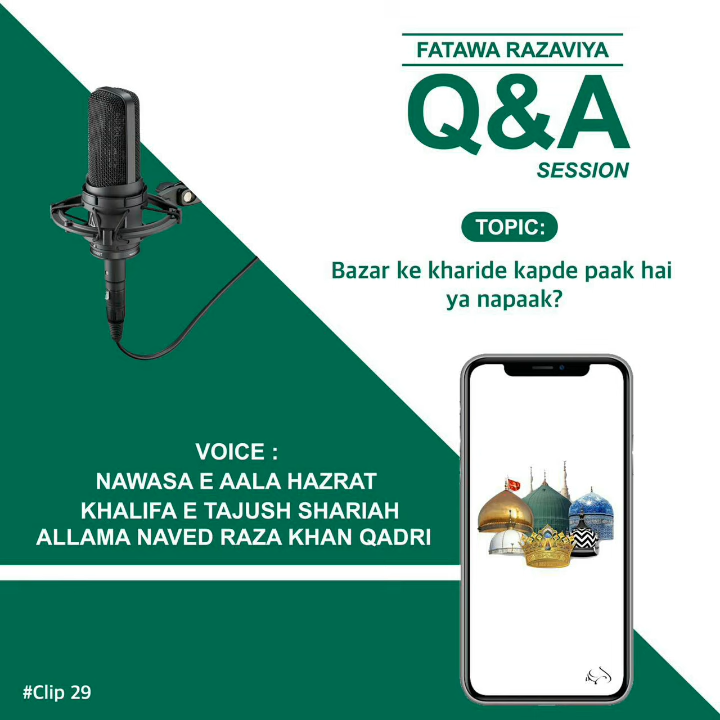 FATAWA RAZAVIYA
Q&A
SESSION
TOPIC:
Bazar ke kharide kapde paak hai
ya napaak?
VOICE :
NAWASA E AALA HAZRAT
KHALIFA E TAJUSH SHARIAH
ALLAMA NAVED RAZA KHAN QADRI
#Clip 29